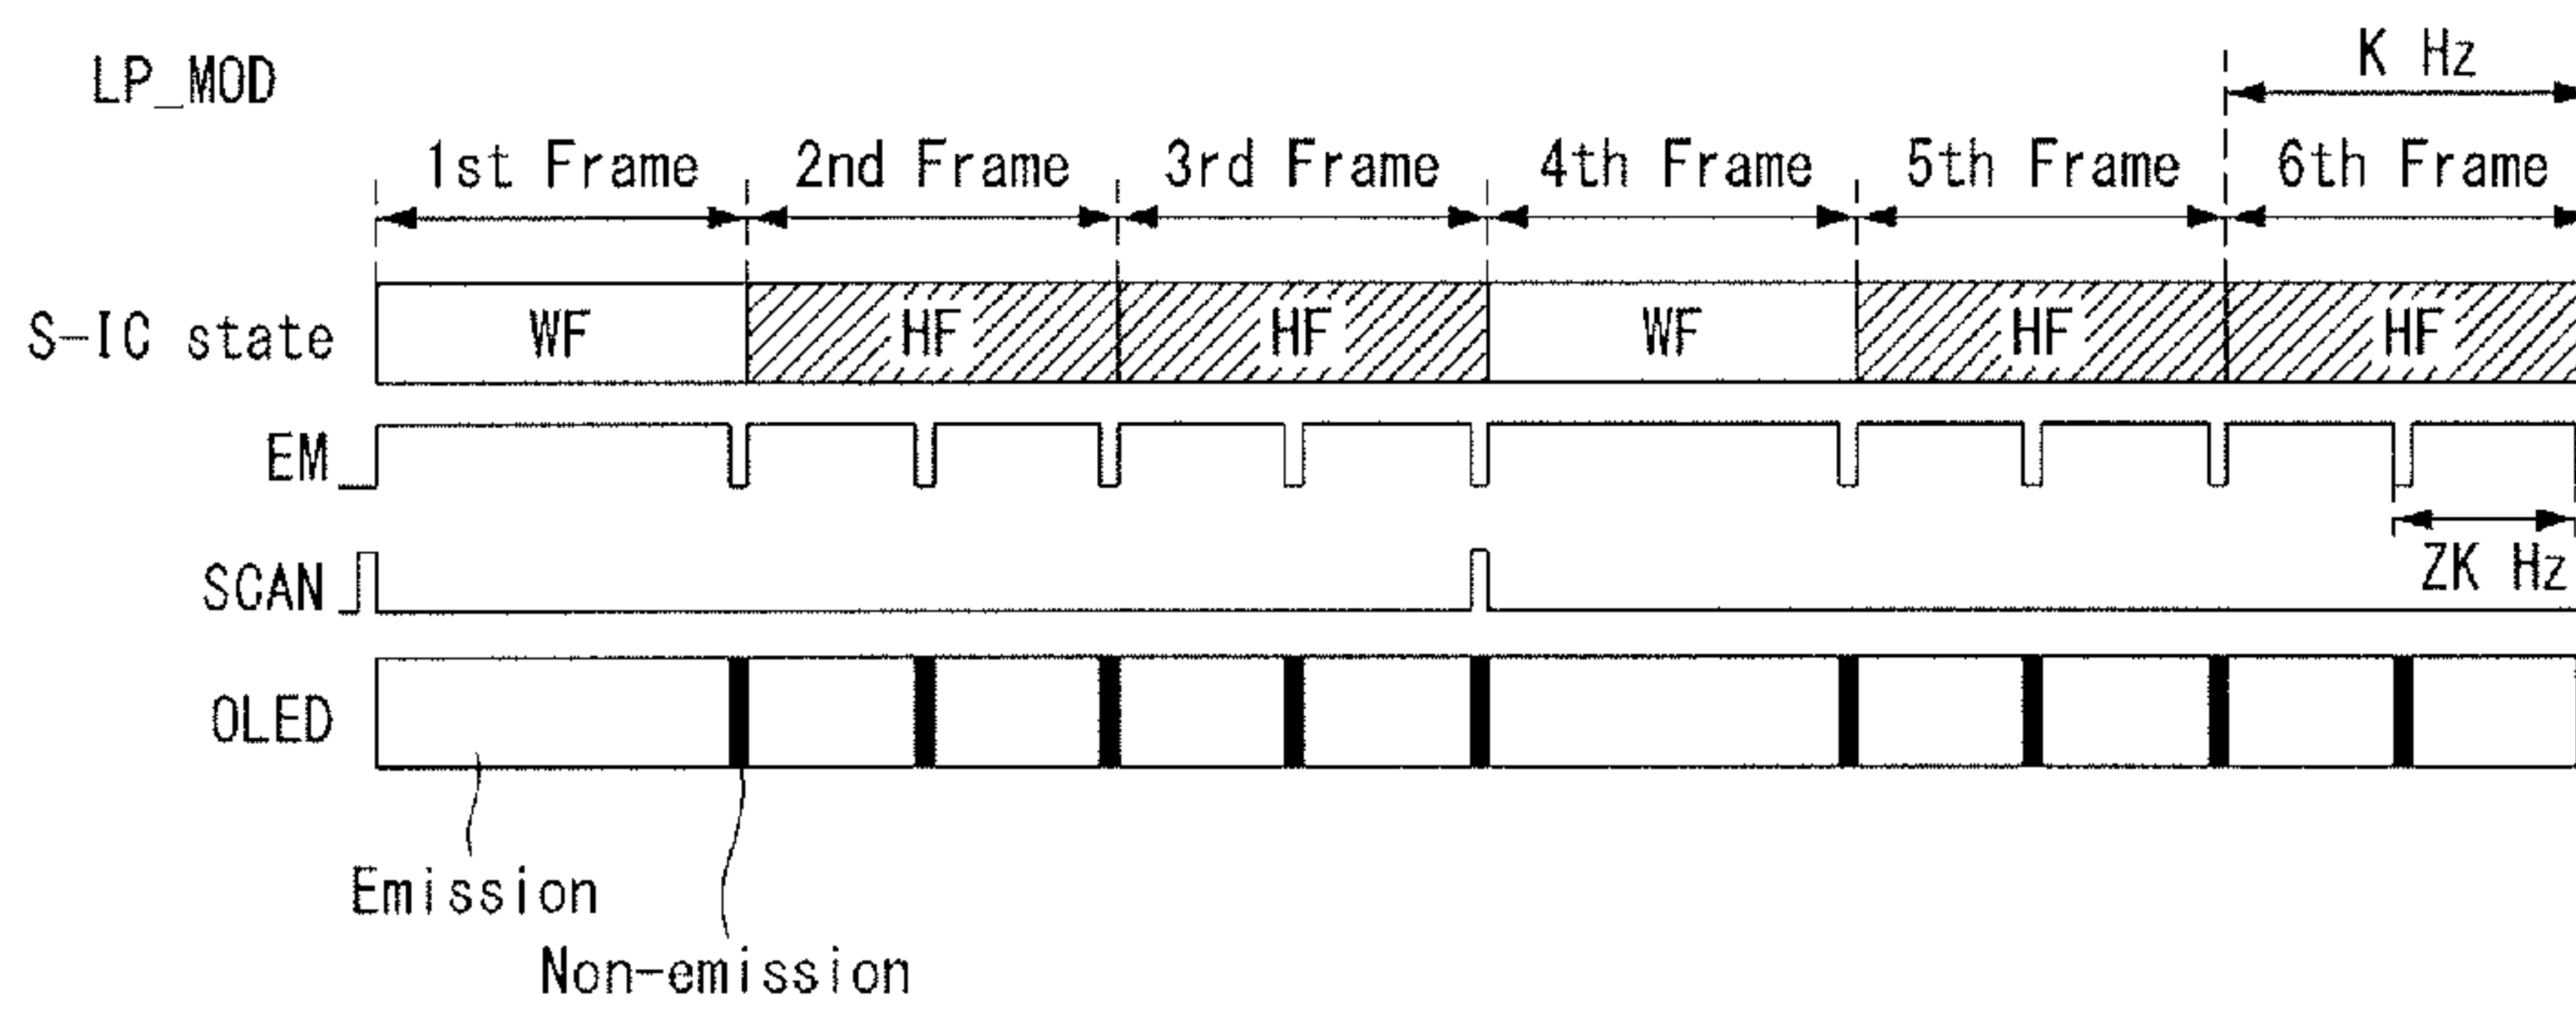 LP_MOD
K Hz
1st Frame 2nd Frame 3rd Frame 4th Frame 5th Frame 6th Frame
S-IC state WF HF HF WF HF HF
EM
SCAN
ZK Hz
OLED
Emission
Non-emission